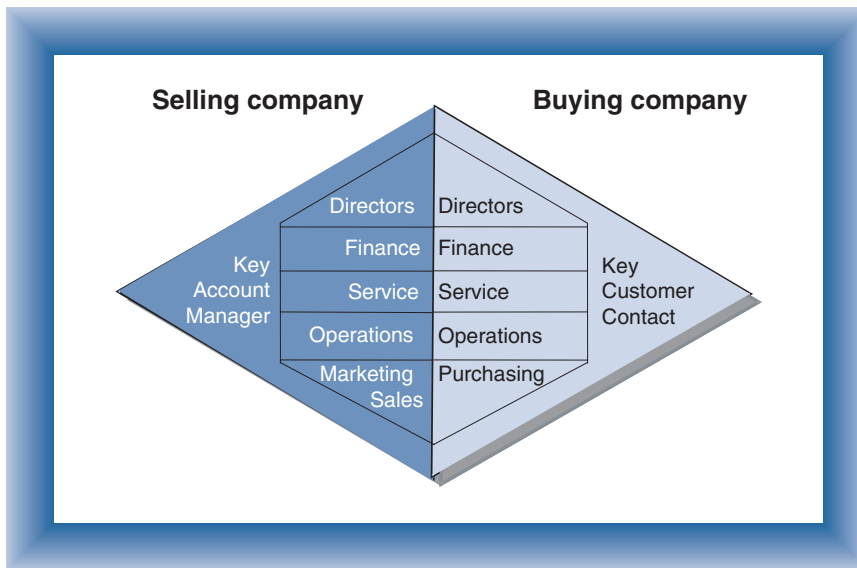 Selling company
Buying company
Directors
Directors
Finance
Finance
Key
Account
Manager
Service
Service
Key
Customer
Contact
Operations
Operations
Marketing
Sales
Purchasing